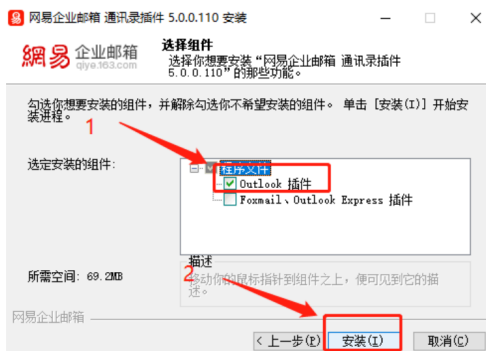 网易企业邮箱 通讯录插件 5.0.0.110 安装
網易 企业邮箱
qiye.163.com
选择组件
选择你想要安装“网易企业邮箱 通讯录插件
5.0.0.110”的那些功能。
勾选你想要安装的组件，并解除勾选你不希望安装的组件。 单击 [安装(I)] 开始安
装进程。
1
选定安装的组件:
程序文件
Outlook 插件
Foxmail、Outlook Express 插件
描述
2
移动你的鼠标指针到组件之上，便可见到它的描
述。
所需空间: 69.2MB
网易企业邮箱
< 上一步(P)
安装(I)
取消(C)